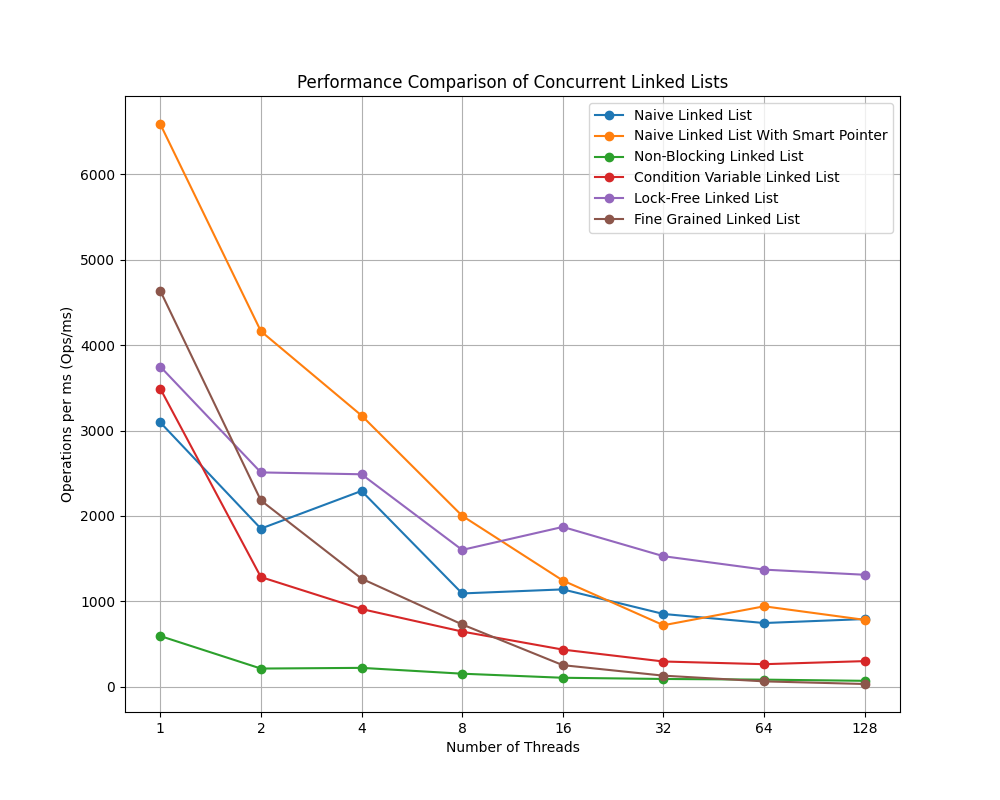 Performance Comparison of Concurrent Linked Lists
Naive Linked List
Naive Linked List With Smart Pointer
Non-Blocking Linked List
Condition Variable Linked List
Lock-Free Linked List
Fine Grained Linked List
Operations per ms (Ops/ms)
6000
5000
4000
3000
2000
1000
0
1 2 4 8 16 32 64 128
Number of Threads